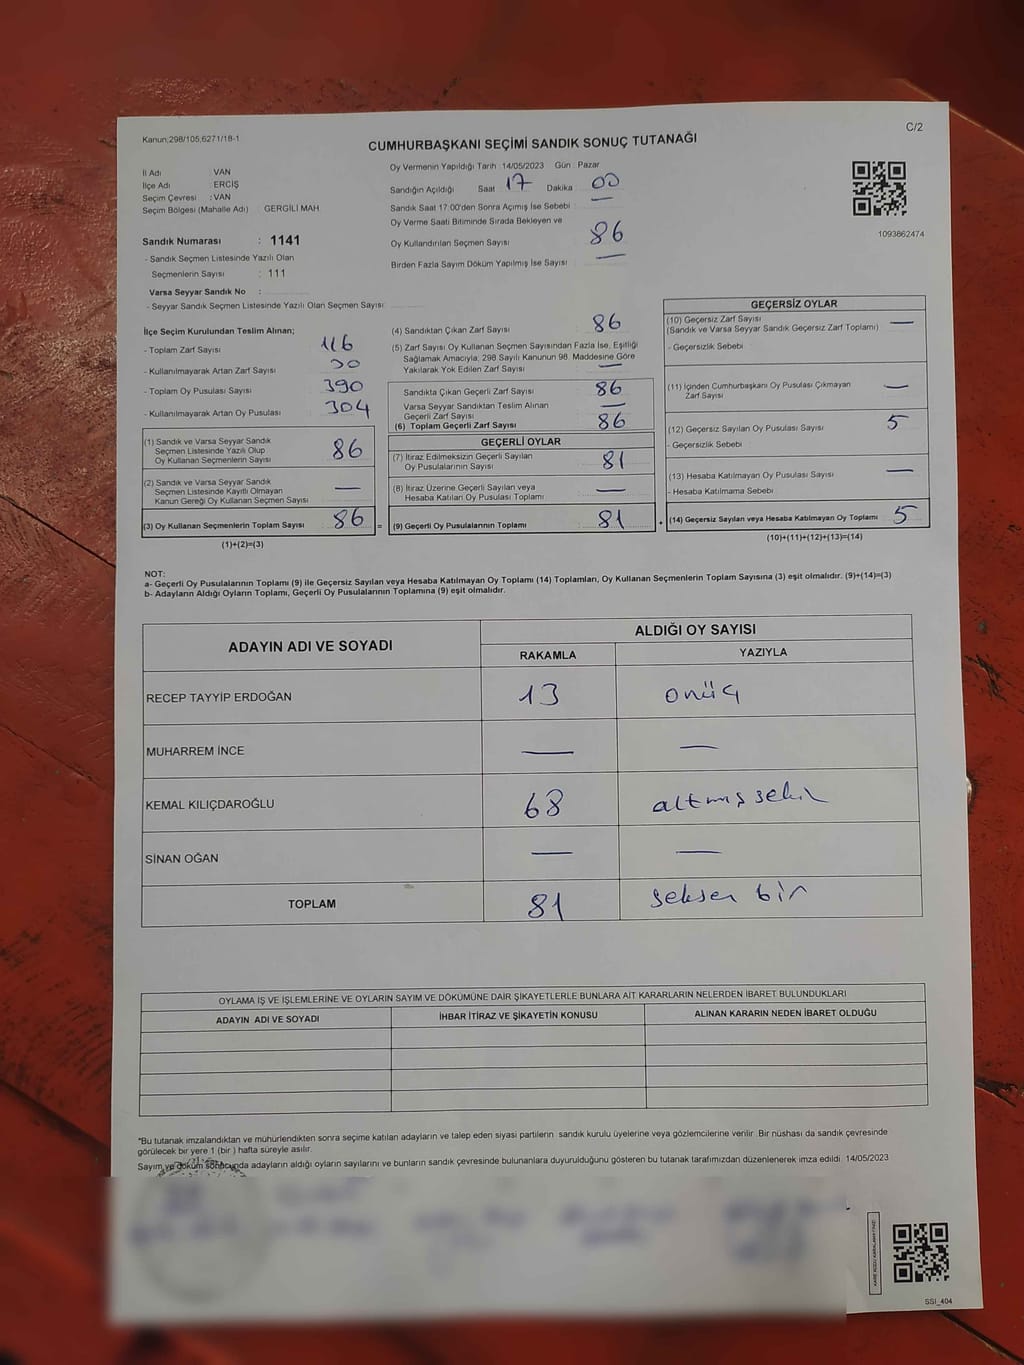 Kanun;298/105;6271/18-1
C/2
CUMHURBAŞKANI SEÇİMİ SANDIK SONUÇ TUTANAĞI
İl Adı VAN
İlçe Adı ERCİŞ
Seçim Çevresi : VAN
Seçim Bölgesi (Mahalle Adı) GERGİLİ MAH.
Sandık Numarası : 1141
- Sandık Seçmen Listesinde Yazılı Olan
Seçmenlerin Sayısı : 111
Varsa Seyyar Sandık No :
- Seyyar Sandık Seçmen Listesinde Yazılı Olan Seçmen Sayısı
Oy Vermenin Yapıldığı Tarih 14/05/2023 Gün : Pazar
Sandığın Açıldığı Saat 17 Dakika 00
Sandık Saat 17:00'den Sonra Açılmış İse Sebebi : —
Oy Verme Saati Bitiminde Sırada Bekleyen ve
Oy Kullandırılan Seçmen Sayısı 86
Birden Fazla Sayım Döküm Yapılmış İse Sayısı —
1093862474
İlçe Seçim Kurulundan Teslim Alınan;
- Toplam Zarf Sayısı 116
- Kullanılmayarak Artan Zarf Sayısı 30
- Toplam Oy Pusulası Sayısı 390
- Kullanılmayarak Artan Oy Pusulası 304
(1) Sandık ve Varsa Seyyar Sandık
Seçmen Listesinde Yazılı Olup
Oy Kullanan Seçmenlerin Sayısı 86
(2) Sandık ve Varsa Seyyar Sandık
Seçmen Listesinde Kayıtlı Olmayan
Kanun Gereği Oy Kullanan Seçmen Sayısı —
(3) Oy Kullanan Seçmenlerin Toplam Sayısı : 86 =
(1)+(2)=(3)
(4) Sandıktan Çıkan Zarf Sayısı 86
(5) Zarf Sayısı Oy Kullanan Seçmen Sayısından Fazla İse, Eşitliği
Sağlamak Amacıyla, 298 Sayılı Kanunun 98. Maddesine Göre
Yakılarak Yok Edilen Zarf Sayısı —
Sandıkta Çıkan Geçerli Zarf Sayısı 86
Varsa Seyyar Sandıktan Teslim Alınan
Geçerli Zarf Sayısı —
(6) Toplam Geçerli Zarf Sayısı 86
GEÇERLİ OYLAR
(7) İtiraz Edilmeksizin Geçerli Sayılan
Oy Pusulalarının Sayısı 81
(8) İtiraz Üzerine Geçerli Sayılan veya
Hesaba Katılan Oy Pusulası Toplamı —
(9) Geçerli Oy Pusulalarının Toplamı 81 +
GEÇERSİZ OYLAR
(10) Geçersiz Zarf Sayısı
(Sandık ve Varsa Seyyar Sandık Geçersiz Zarf Toplamı) —
- Geçersizlik Sebebi
(11) İçinden Cumhurbaşkanı Oy Pusulası Çıkmayan
Zarf Sayısı —
(12) Geçersiz Sayılan Oy Pusulası Sayısı 5
- Geçersizlik Sebebi
(13) Hesaba Katılmayan Oy Pusulası Sayısı —
- Hesaba Katılmama Sebebi
(14) Geçersiz Sayılan veya Hesaba Katılmayan Oy Toplamı 5
(10)+(11)+(12)+(13)=(14)
NOT:
a- Geçerli Oy Pusulalarının Toplamı (9) ile Geçersiz Sayılan veya Hesaba Katılmayan Oy Toplamı (14) Toplamları, Oy Kullanan Seçmenlerin Toplam Sayısına (3) eşit olmalıdır. (9)+(14)=(3)
b- Adayların Aldığı Oyların Toplamı, Geçerli Oy Pusulalarının Toplamına (9) eşit olmalıdır.
ADAYIN ADI VE SOYADI
ALDIĞI OY SAYISI
RAKAMLA YAZIYLA
RECEP TAYYİP ERDOĞAN 13 onüç
MUHARREM İNCE — —
KEMAL KILIÇDAROĞLU 68 altmış sekiz
SİNAN OĞAN — —
TOPLAM 81 seksen bir
OYLAMA İŞ VE İŞLEMLERİNE VE OYLARIN SAYIM VE DÖKÜMÜNE DAİR ŞİKAYETLERLE BUNLARA AİT KARARLARIN NELERDEN İBARET BULUNDUKLARI
ADAYIN ADI VE SOYADI İHBAR İTİRAZ VE ŞİKAYETİN KONUSU ALINAN KARARIN NEDEN İBARET OLDUĞU
*Bu tutanak imzalandıktan ve mühürlendikten sonra seçime katılan adayların ve talep eden siyasi partilerin sandık kurulu üyelerine veya gözlemcilerine verilir. Bir nüshası da sandık çevresinde
görülecek bir yere 1 (bir) hafta süreyle asılır.
Sayım ve döküm sonucunda adayların aldığı oyların sayılarını ve bunların sandık çevresinde bulunanlara duyurulduğunu gösteren bu tutanak tarafımızdan düzenlenerek imza edildi. 14/05/2023
SSI_404